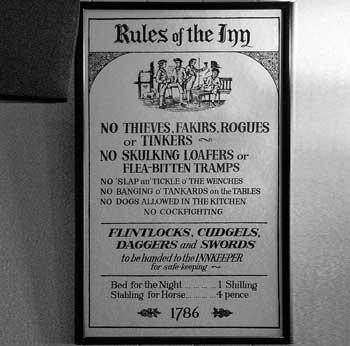 Rules of the Inn
NO THIEVES, FAKIRS, ROGUES
or TINKERS ~
NO SKULKING LOAFERS or
FLEA-BITTEN TRAMPS
NO 'SLAP an' TICKLE O' THE WENCHES
NO BANGING O' TANKARDS on the TABLES
NO DOGS ALLOWED IN THE KITCHEN
NO COCKFIGHTING
FLINTLOCKS, CUDGELS,
DAGGERS and SWORDS
to be handed to the INNKEEPER
for safe-keeping ~
Bed for the Night ........ 1 Shilling
Stabling for Horse........ 4 pence
1786